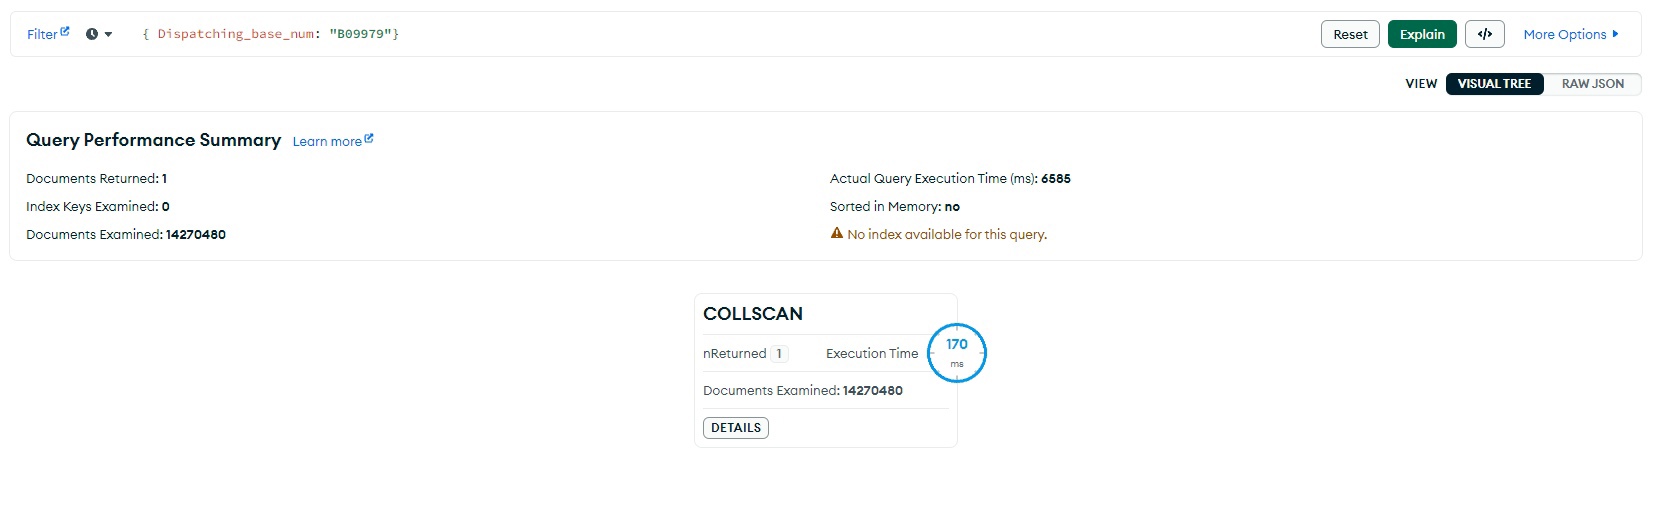 Filter { Dispatching_base_num: "B09979"} Reset Explain </> More Options
VIEW VISUAL TREE RAW JSON
Query Performance Summary Learn more
Documents Returned: 1
Actual Query Execution Time (ms): 6585
Index Keys Examined: 0
Sorted in Memory: no
Documents Examined: 14270480
No index available for this query.
COLLSCAN
nReturned 1 Execution Time 170 ms
Documents Examined: 14270480
DETAILS